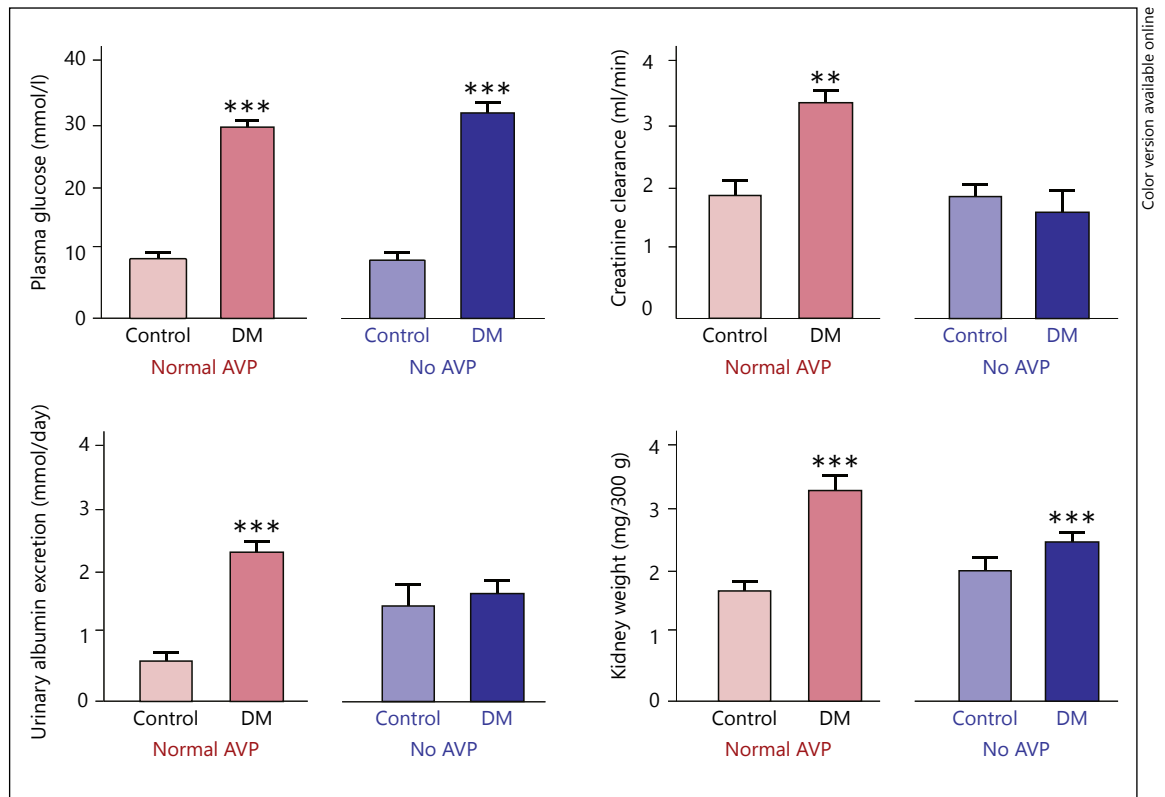 Color version available online
Plasma glucose (mmol/l)
40
30
20
10
0
***
***
Control DM Control DM
Normal AVP No AVP
Creatinine clearance (ml/min)
4
3
2
1
0
**
Control DM Control DM
Normal AVP No AVP
Urinary albumin excretion (mmol/day)
4
2
1
0
***
Control DM Control DM
Normal AVP No AVP
Kidney weight (mg/300 g)
4
3
2
1
0
***
***
Control DM Control DM
Normal AVP No AVP